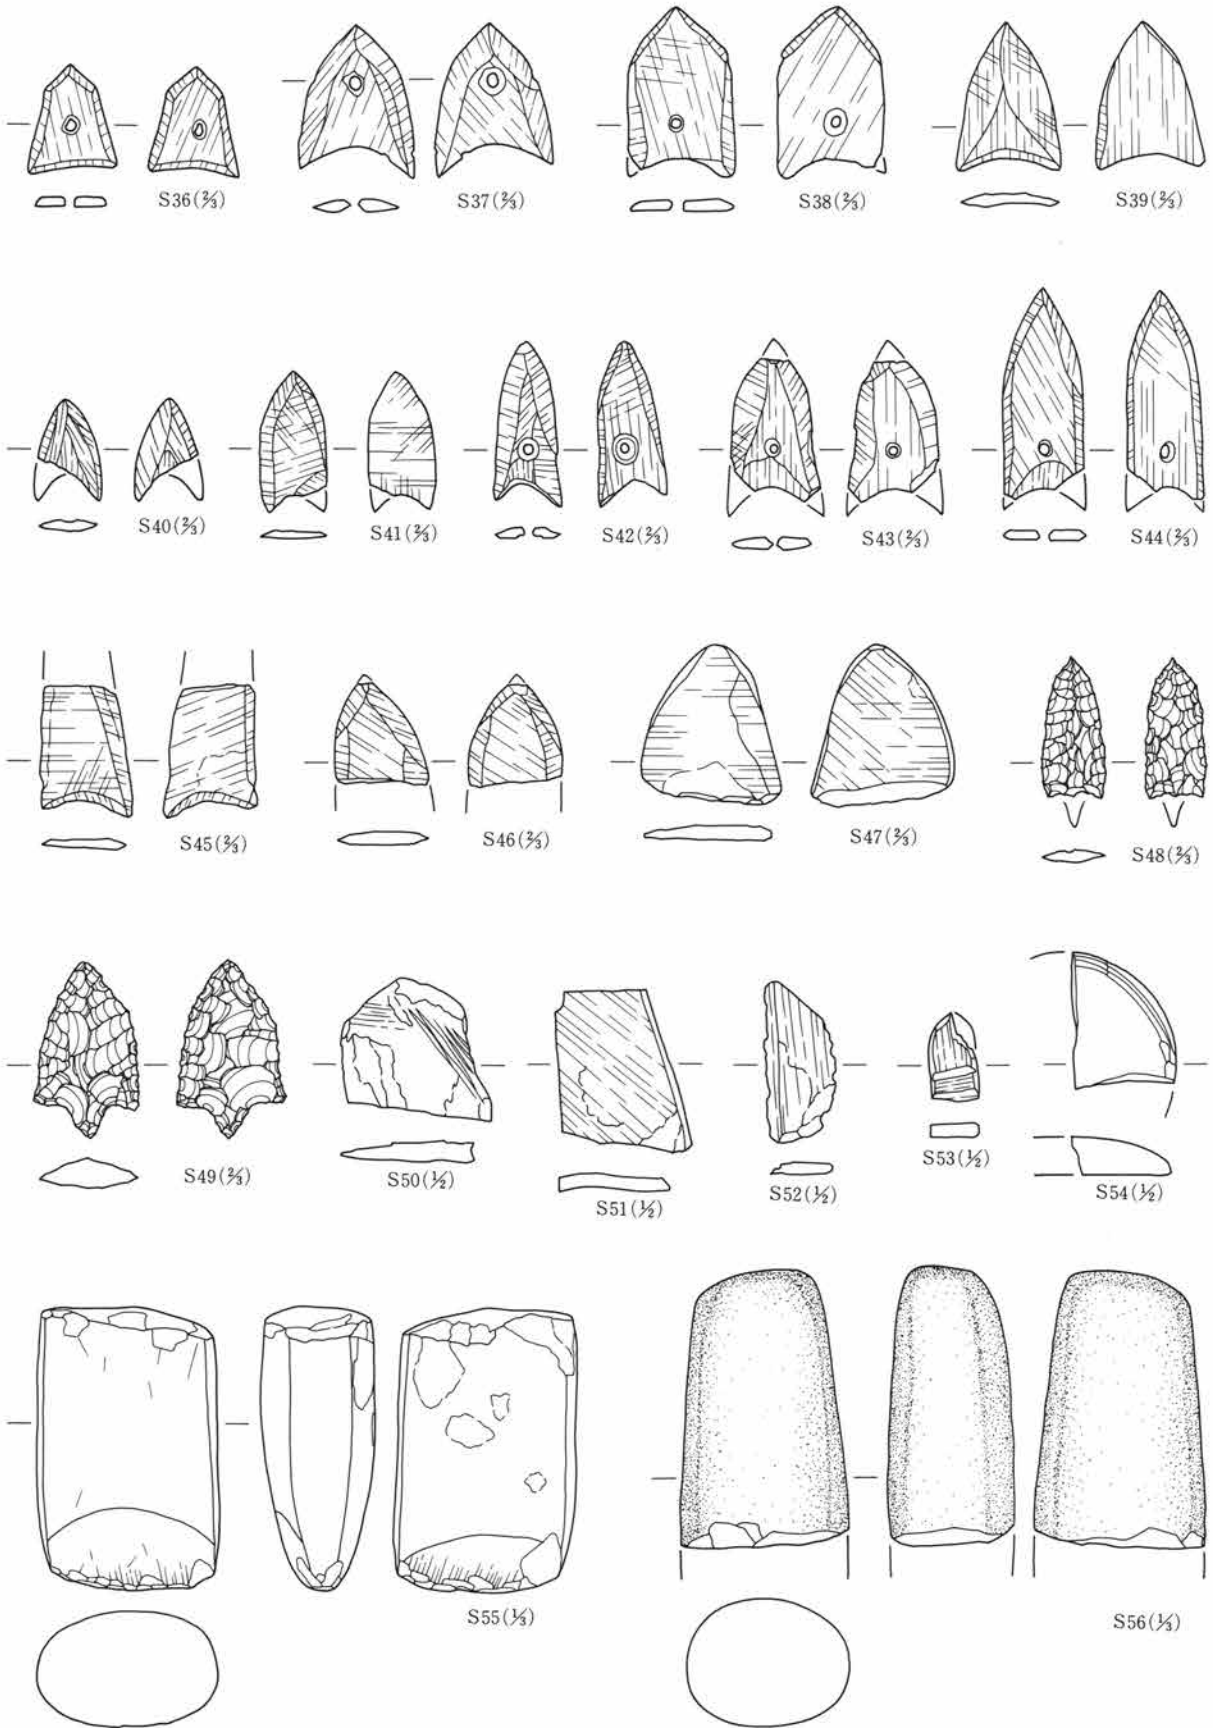 S36(⅔) S37(⅔) S38(⅔) S39(⅔)
S40(⅔) S41(⅔) S42(⅔) S43(⅔) S44(⅔)
S45(⅔) S46(⅔) S47(⅔) S48(⅔)
S49(⅔) S50(½) S51(½) S52(½) S53(½) S54(½)
S55(⅓) S56(⅓)